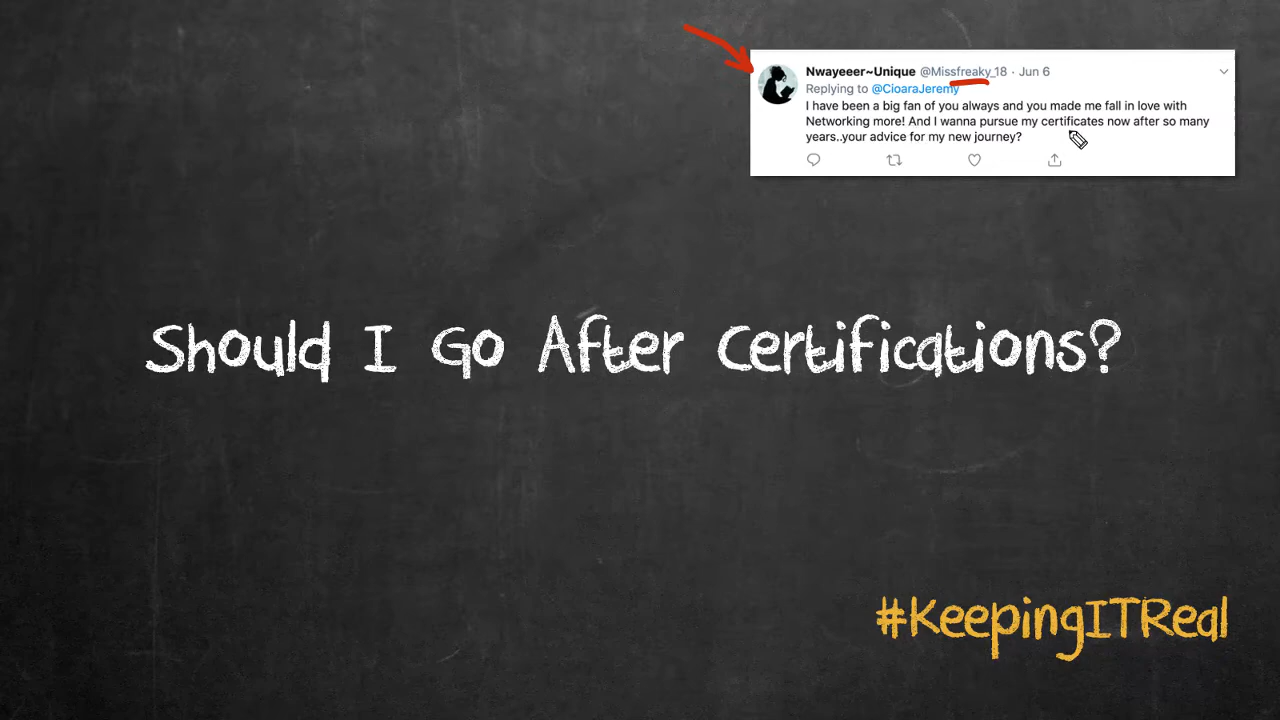 Nwayeeer~Unique @Missfreaky_18 · Jun 6
Replying to @CioaraJeremy
I have been a big fan of you always and you made me fall in love with
Networking more! And I wanna pursue my certificates now after so many
years..your advice for my new journey?
Should I Go After Certifications?
#KeepingITReal